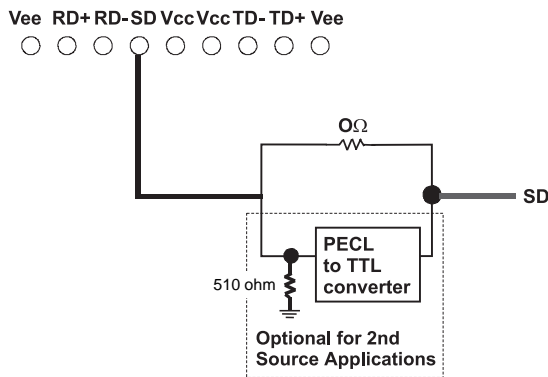 Vee RD+ RD- SD Vcc Vcc TD- TD+ Vee
OΩ
SD
PECL
to TTL
converter
510 ohm
Optional for 2nd
Source Applications